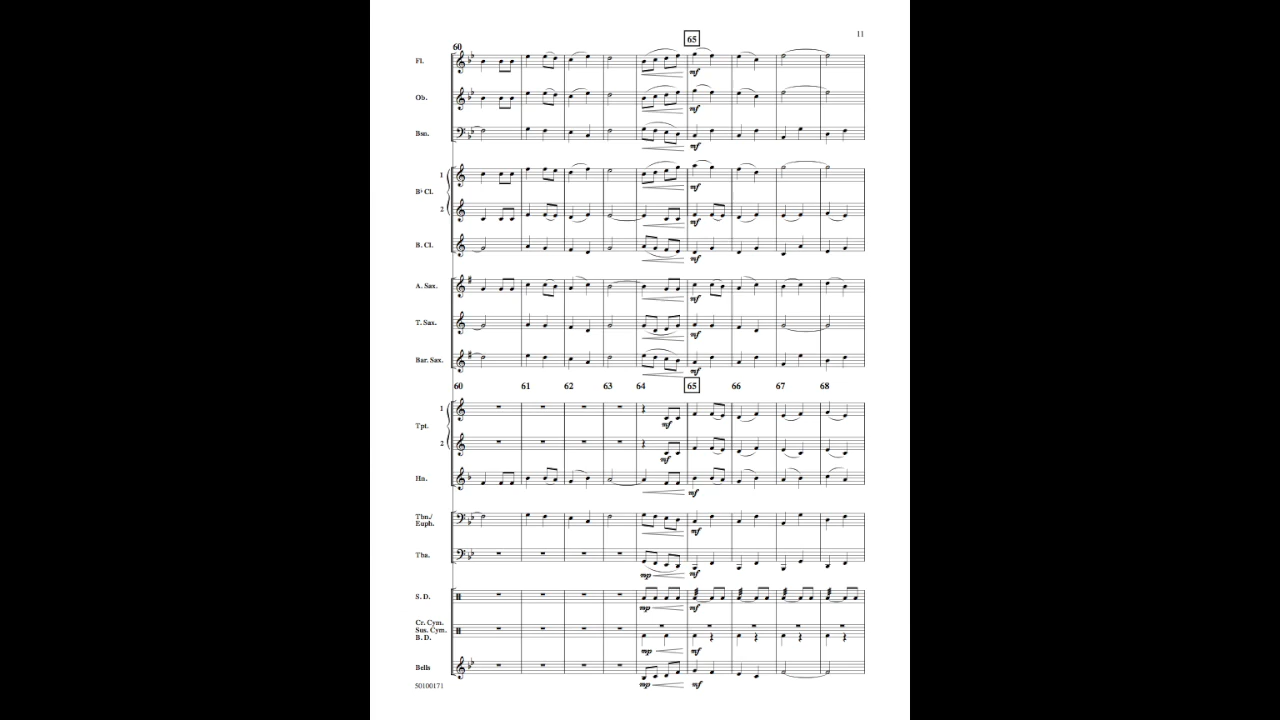 11
65
60
Fl.
Ob.
Bsn.
1
B♭ Cl.
2
B. Cl.
A. Sax.
T. Sax.
Bar. Sax.
60 61 62 63 64 65 66 67 68
1
Tpt.
2
Hn.
Tbn./
Euph.
Tba.
S. D.
Cr. Cym.
Sus. Cym.
B. D.
Bells
mf
mf
mf
mf
mf
mf
mf
mf
mf
mf
mf
mf
mf
mp mf
mp mf
mp mf
mp mf
50100171